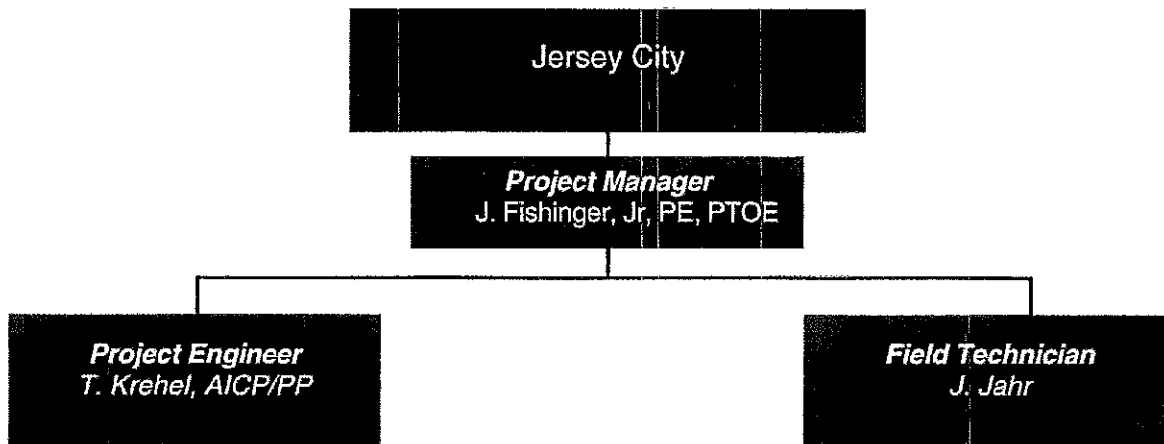 Jersey City
Project Manager
J. Fishinger, Jr, PE, PTOE
Project Engineer
T. Krehel, AICP/PP
Field Technician
J. Jahr